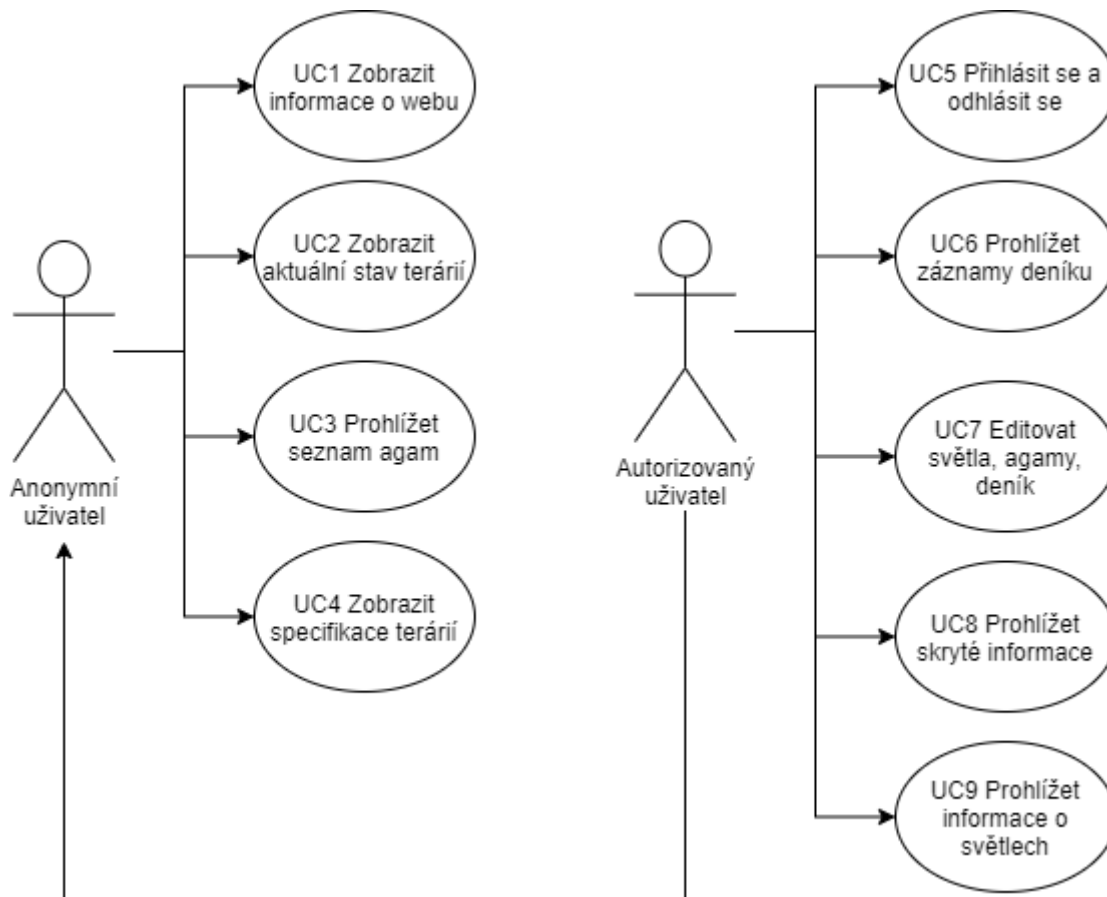 UC1 Zobrazit
informace o webu
UC2 Zobrazit
aktuální stav terárií
UC3 Prohlížet
seznam agam
UC4 Zobrazit
specifikace terárií
Anonymní
uživatel
UC5 Přihlásit se a
odhlásit se
UC6 Prohlížet
záznamy deníku
UC7 Editovat
světla, agamy,
deník
UC8 Prohlížet
skryté informace
UC9 Prohlížet
informace o
světlech
Autorizovaný
uživatel